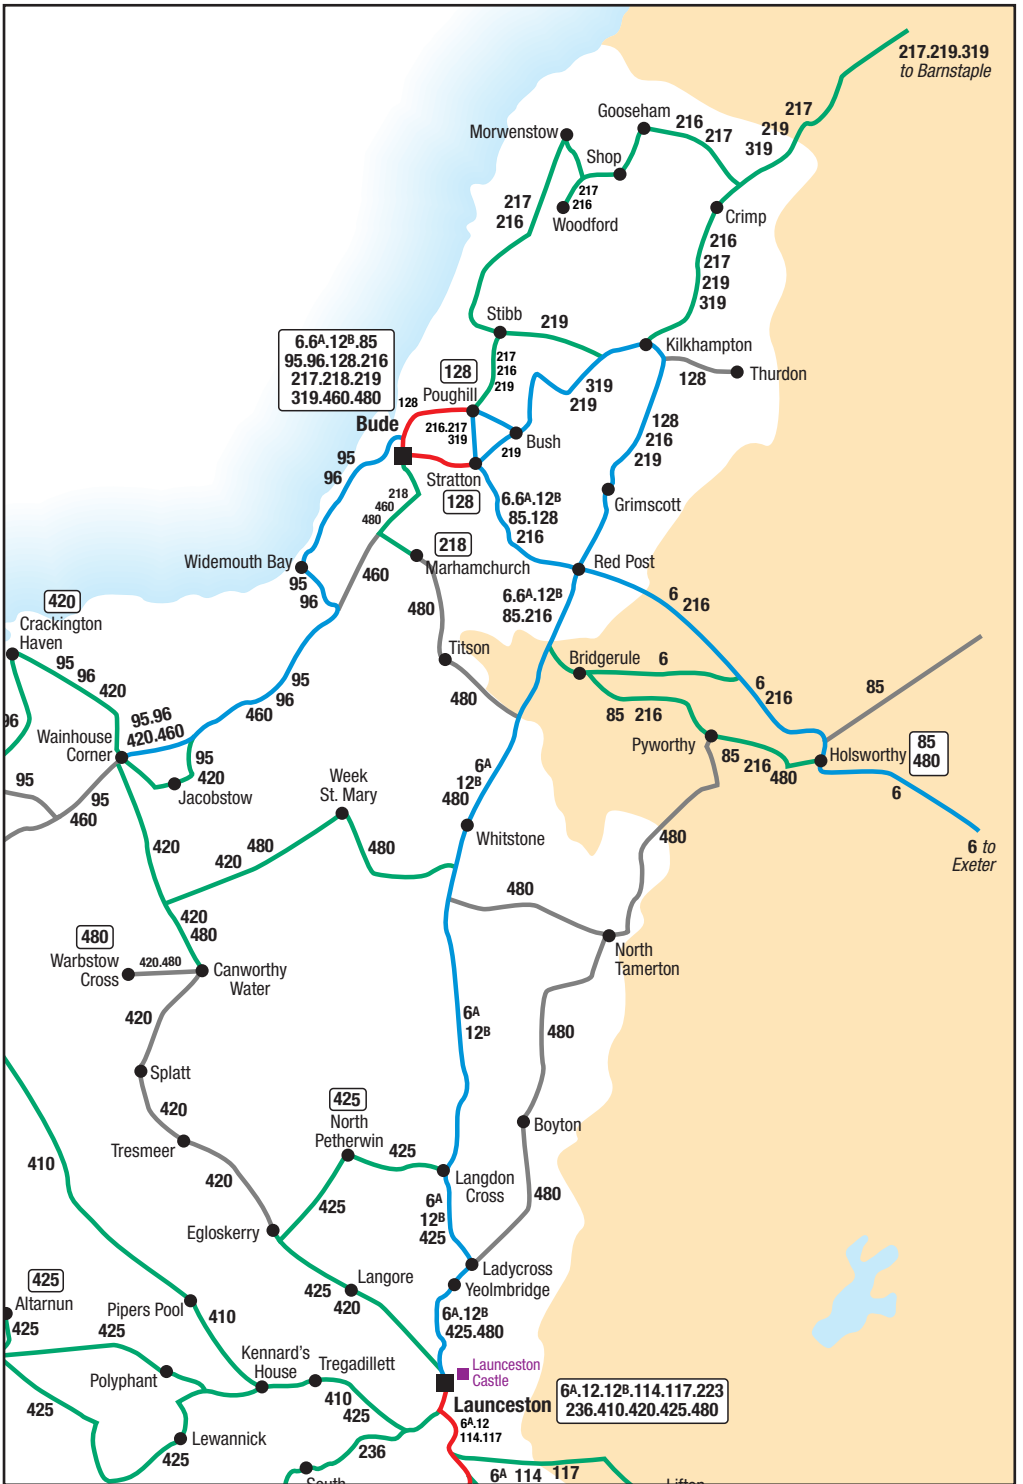 217.219.319
to Barnstaple
Gooseham
216
217
217
219
319
Morwenstow
Shop
217
216
217
216
Woodford
Crimp
216
217
219
319
Stibb
219
Kilkhampton
128
Thurdon
6.6A.12B.85
95.96.128.216
217.218.219
319.460.480
217
216
219
128
Poughill
128
319
219
Bude
216.217
319
Bush
219
128
216
219
95
96
Stratton
128
218
460
480
6.6A.12B
85.128
216
Grimscott
218
Marhamchurch
Widemouth Bay
Red Post
95
96
460
480
6.6A.12B
85.216
6
216
420
Crackington
Haven
95
96
420
Titson
480
Bridgerule
6
6
216
85
95
96
460
96
95.96
420.460
85 216
Wainhouse
Corner
95
420
Jacobstow
Pyworthy
85
216
480
Holsworthy
85
480
6
6 to
Exeter
95
95
460
Week
St. Mary
6A
12B
480
Whitstone
480
420
480
420
480
480
420
480
480
Warbstow
Cross
420.480
Canworthy
Water
North
Tamerton
420
6A
12B
480
Splatt
420
Tresmeer
425
North
Petherwin
425
Boyton
410
420
425
Langdon
Cross
480
6A
12B
425
Egloskerry
Ladycross
Yeolmbridge
425
Altarnun
425
Langore
425
420
Pipers Pool
410
6A.12B
425.480
425
Kennard's
House
Tregadillett
Launceston
Castle
Polyphant
410
425
Launceston
6A.12.12B.114.117.223
236.410.420.425.480
425
6A.12
114.117
Lewannick
425
236
6A 114 117
South
Lifton